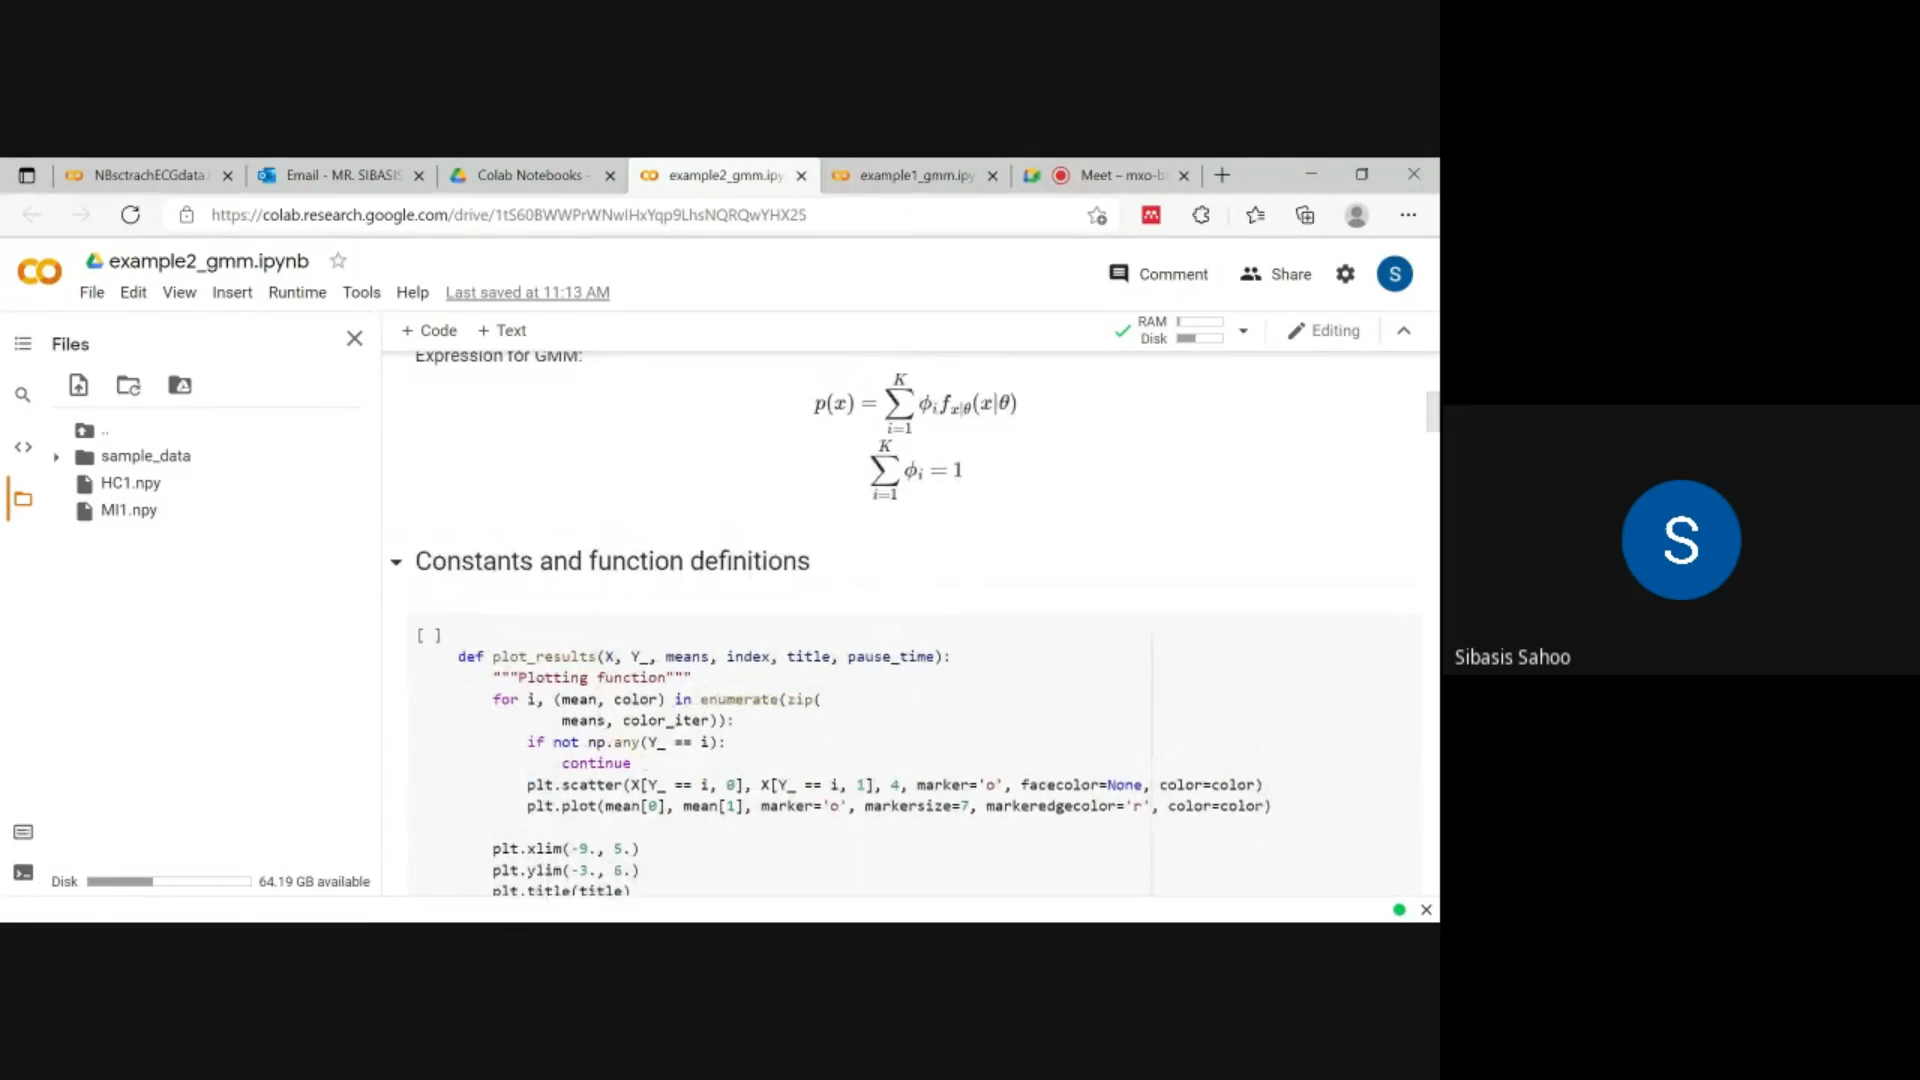 NBsctrachECGdata.
Email - MR. SIBASIS
Colab Notebooks -
example2_gmm.ipy
example1_gmm.ipy
Meet – mxo-b
https://colab.research.google.com/drive/1tS60BWWPrWNwIHxYqp9LhsNQRQwYHX25
example2_gmm.ipynb
File Edit View Insert Runtime Tools Help Last saved at 11:13 AM
Comment Share S
Files
+ Code + Text
RAM
Disk
Editing
..
sample_data
HC1.npy
MI1.npy
Disk 64.19 GB available
Expression for GMM:
p(x) = ∑_{i=1}^{K} ϕ_i f_{x|θ}(x|θ)
∑_{i=1}^{K} ϕ_i = 1
Constants and function definitions
[ ]
def plot_results(X, Y_, means, index, title, pause_time):
"""Plotting function"""
for i, (mean, color) in enumerate(zip(
means, color_iter)):
if not np.any(Y_ == i):
continue
plt.scatter(X[Y_ == i, 0], X[Y_ == i, 1], 4, marker='o', facecolor=None, color=color)
plt.plot(mean[0], mean[1], marker='o', markersize=7, markeredgecolor='r', color=color)
plt.xlim(-9., 5.)
plt.ylim(-3., 6.)
plt.title(title)
S
Sibasis Sahoo